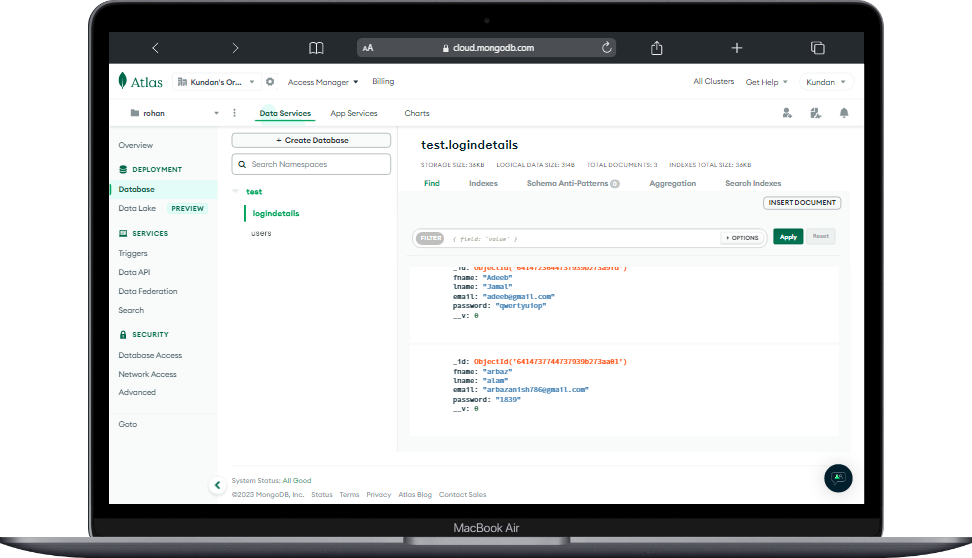 AA cloud.mongodb.com
Atlas Kundan's Or... Access Manager Billing All Clusters Get Help Kundan
rohan Data Services App Services Charts
Overview
DEPLOYMENT
Database
Data Lake PREVIEW
SERVICES
Triggers
Data API
Data Federation
Search
SECURITY
Database Access
Network Access
Advanced
Goto
+ Create Database
Search Namespaces
test
logindetails
users
test.logindetails
STORAGE SIZE: 36KB LOGICAL DATA SIZE: 314B TOTAL DOCUMENTS: 3 INDEXES TOTAL SIZE: 36KB
Find Indexes Schema Anti-Patterns 0 Aggregation Search Indexes
INSERT DOCUMENT
FILTER { field: 'value' } OPTIONS Apply Reset
fname: "Adeeb"
lname: "Jamal"
email: "adeeb@gmail.com"
password: "qwertyuiop"
__v: 0
_id: ObjectId('6414737744737939b273aa01')
fname: "arbaz"
lname: "alam"
email: "arbazanish786@gmail.com"
password: "1839"
__v: 0
System Status: All Good
©2023 MongoDB, Inc. Status Terms Privacy Atlas Blog Contact Sales
MacBook Air